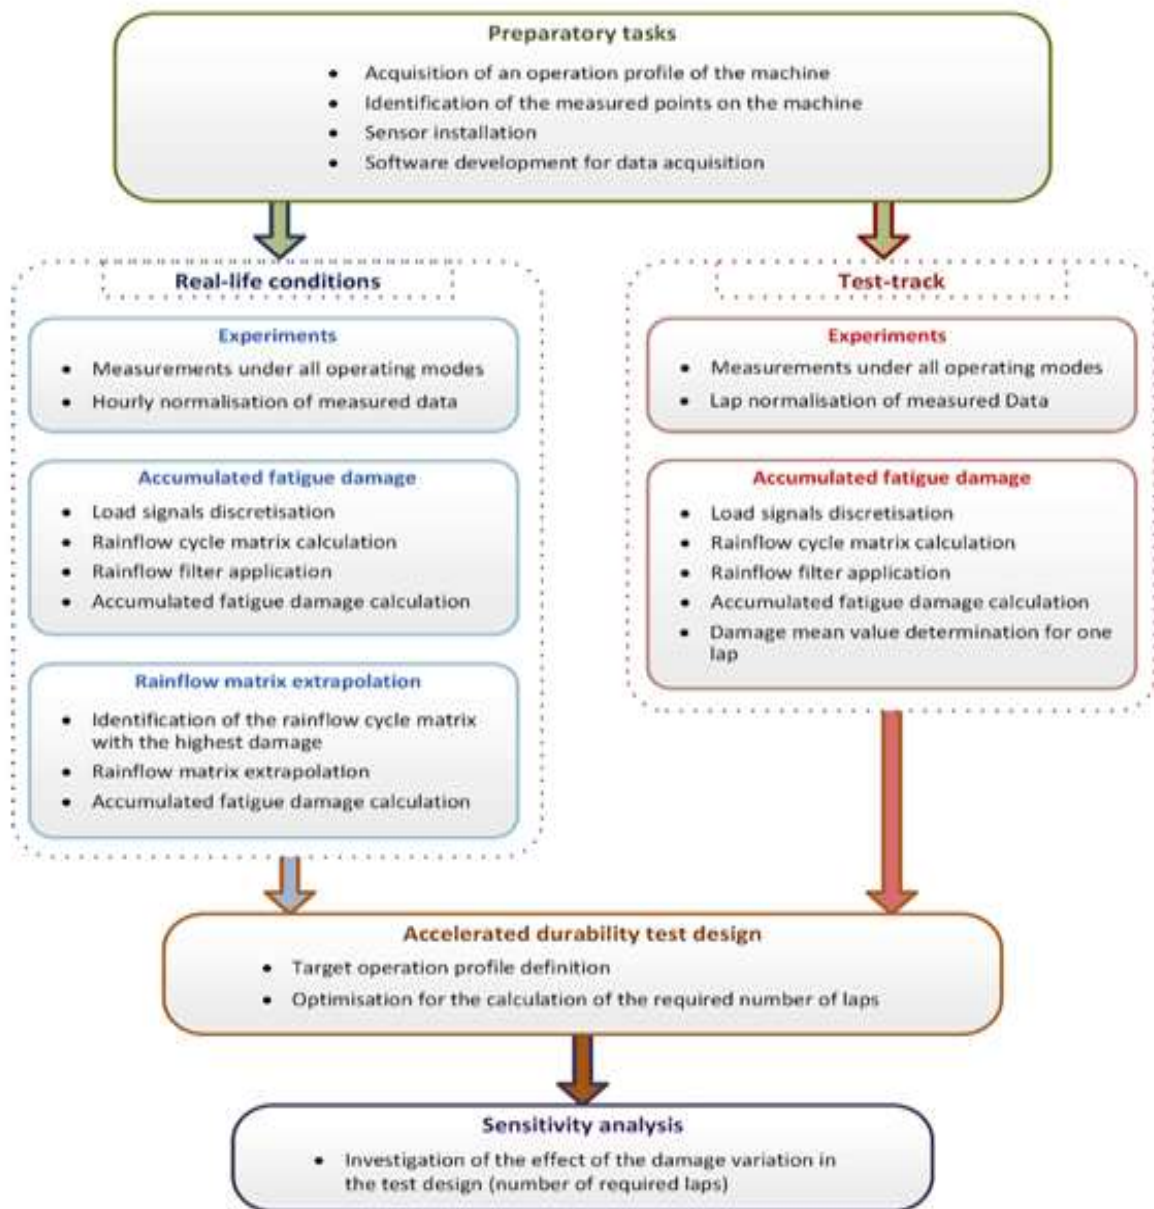 Preparatory tasks
• Acquisition of an operation profile of the machine
• Identification of the measured points on the machine
• Sensor installation
• Software development for data acquisition
Real-life conditions
Experiments
• Measurements under all operating modes
• Hourly normalisation of measured data
Accumulated fatigue damage
• Load signals discretisation
• Rainflow cycle matrix calculation
• Rainflow filter application
• Accumulated fatigue damage calculation
Rainflow matrix extrapolation
• Identification of the rainflow cycle matrix
with the highest damage
• Rainflow matrix extrapolation
• Accumulated fatigue damage calculation
Test-track
Experiments
• Measurements under all operating modes
• Lap normalisation of measured Data
Accumulated fatigue damage
• Load signals discretisation
• Rainflow cycle matrix calculation
• Rainflow filter application
• Accumulated fatigue damage calculation
• Damage mean value determination for one
lap
Accelerated durability test design
• Target operation profile definition
• Optimisation for the calculation of the required number of laps
Sensitivity analysis
• Investigation of the effect of the damage variation in
the test design (number of required laps)